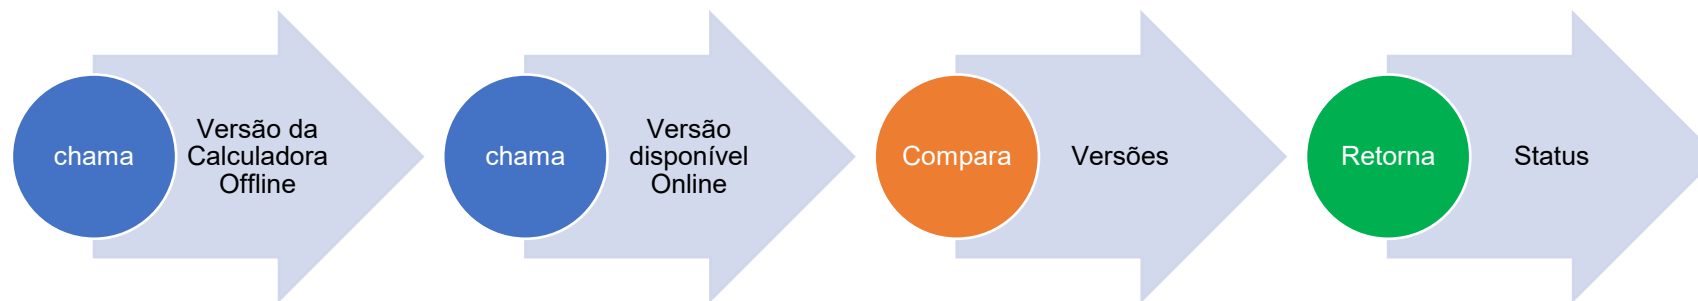 chama
Versão da
Calculadora
Offline
chama
Versão
disponível
Online
Compara
Versões
Retorna
Status